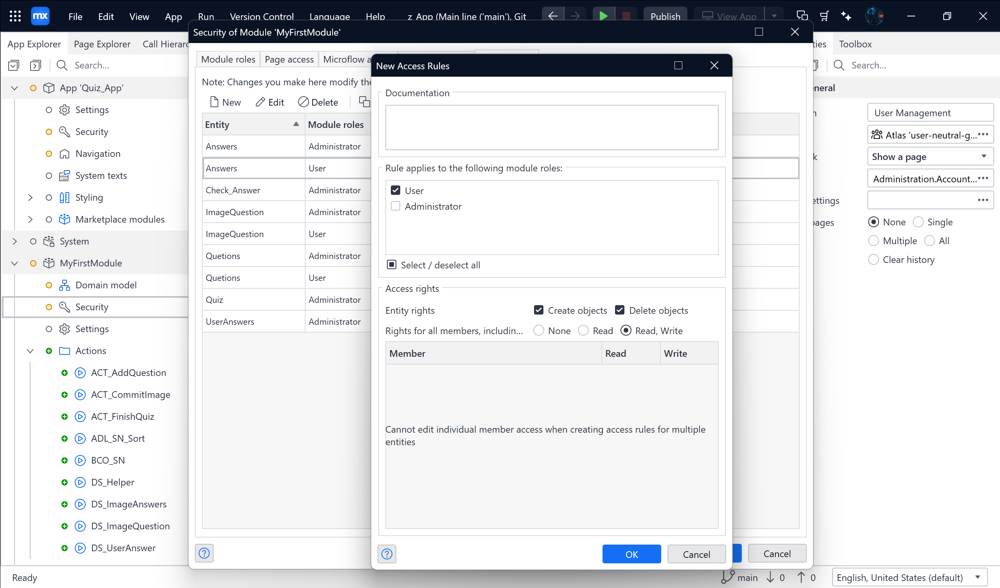 mx
File Edit View App Run Version Control Language Help z_App (Main line ('main'), Git Publish View App
App Explorer Page Explorer Call Hierarc
Search...
App 'Quiz_App'
Settings
Security
Navigation
System texts
Styling
Marketplace modules
System
MyFirstModule
Domain model
Security
Settings
Actions
ACT_AddQuestion
ACT_CommitImage
ACT_FinishQuiz
ADL_SN_Sort
BCO_SN
DS_Helper
DS_ImageAnswers
DS_ImageQuestion
DS_UserAnswer
Security of Module 'MyFirstModule'
Module roles Page access Microflow a
Note: Changes you make here modify the
New Edit Delete
Entity Module roles
Answers Administrator
Answers User
Check_Answer Administrator
ImageQuestion Administrator
ImageQuestion User
Quetions Administrator
Quetions User
Quiz Administrator
UserAnswers Administrator
Cancel
New Access Rules
Documentation
Rule applies to the following module roles:
User
Administrator
Select / deselect all
Access rights
Entity rights Create objects Delete objects
Rights for all members, includin... None Read Read, Write
Member Read Write
Cannot edit individual member access when creating access rules for multiple
entities
OK Cancel
ties Toolbox
Search...
neral
n User Management
Atlas 'user-neutral-g...
k Show a page
Administration.Account...
ettings
pages None Single
Multiple All
Clear history
Ready main 0 0 English, United States (default)